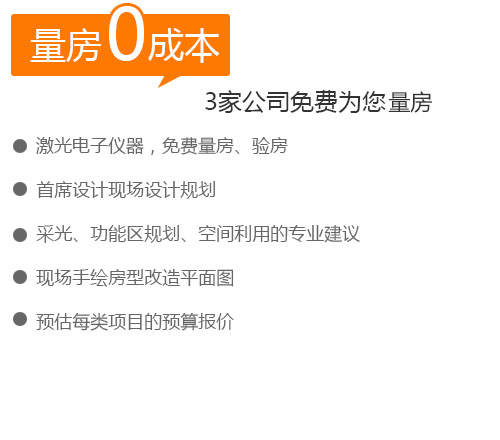 量房0成本
3家公司免费为您量房
激光电子仪器，免费量房、验房
首席设计现场设计规划
采光、功能区规划、空间利用的专业建议
现场手绘房型改造平面图
预估每类项目的预算报价